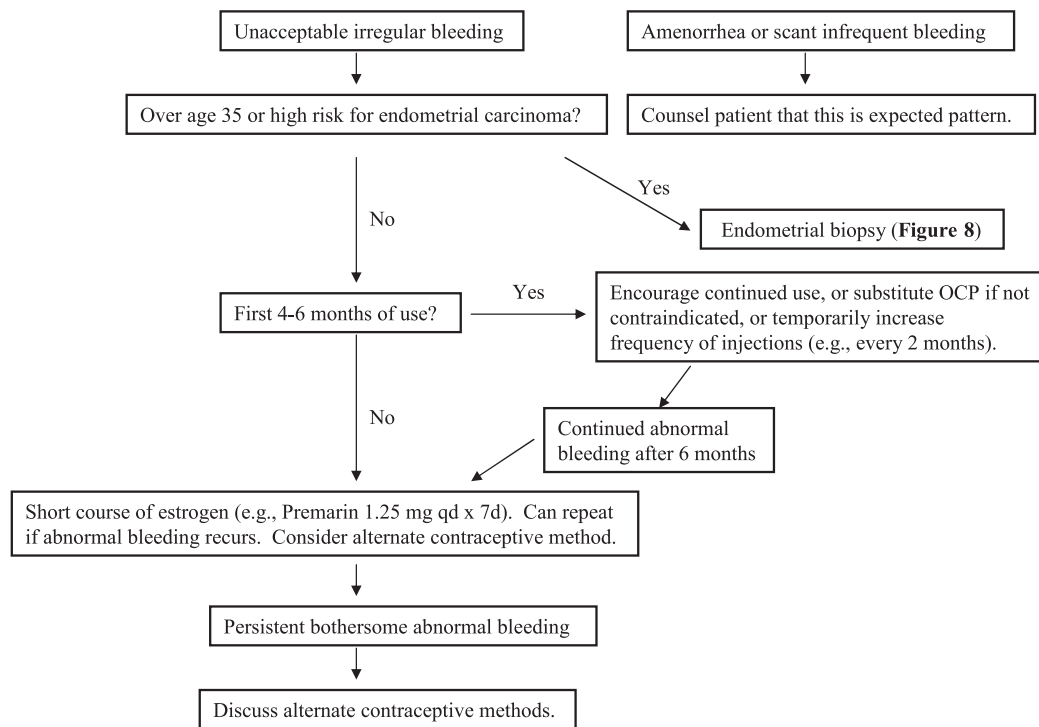 Unacceptable irregular bleeding
Amenorrhea or scant infrequent bleeding
Over age 35 or high risk for endometrial carcinoma?
Counsel patient that this is expected pattern.
Yes
No
Endometrial biopsy (Figure 8)
First 4-6 months of use?
Yes
Encourage continued use, or substitute OCP if not
contraindicated, or temporarily increase
frequency of injections (e.g., every 2 months).
No
Continued abnormal
bleeding after 6 months
Short course of estrogen (e.g., Premarin 1.25 mg qd x 7d). Can repeat
if abnormal bleeding recurs. Consider alternate contraceptive method.
Persistent bothersome abnormal bleeding
Discuss alternate contraceptive methods.